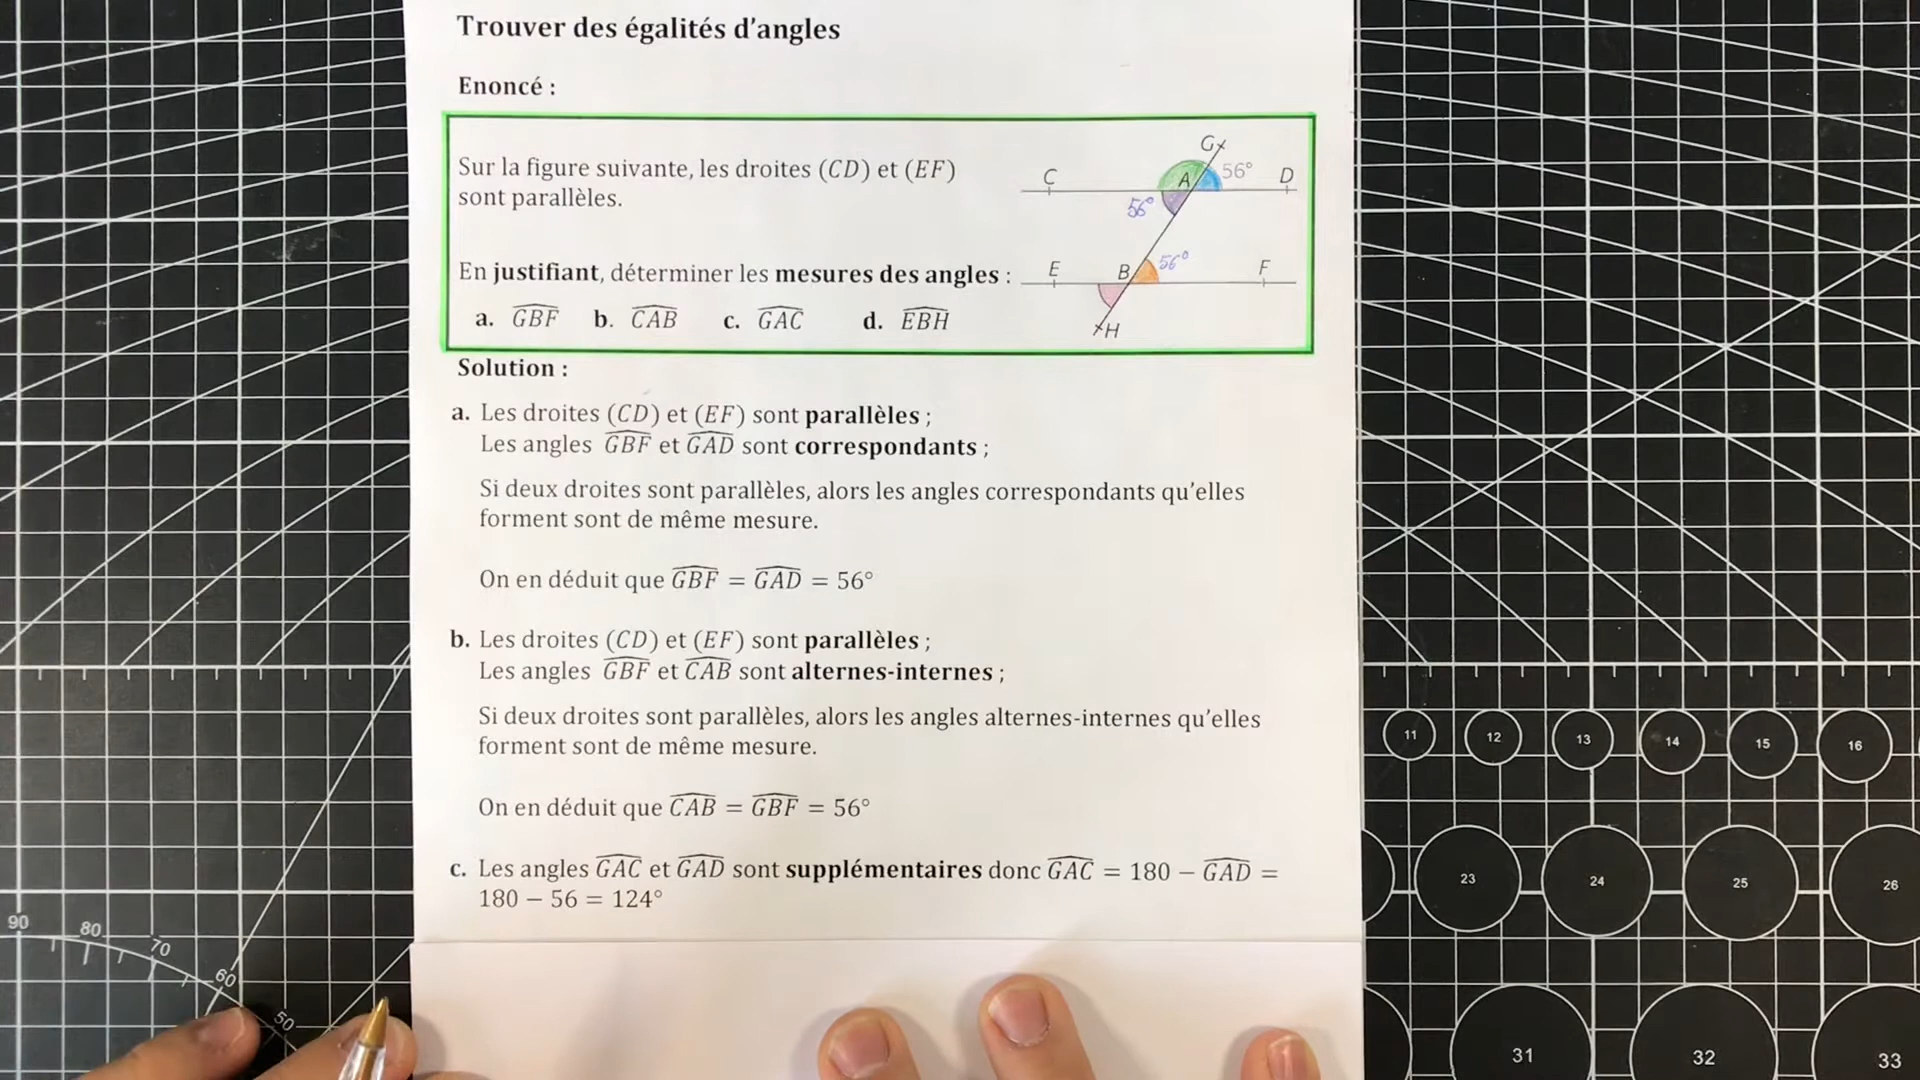 Trouver des égalités d'angles
Enoncé :
Sur la figure suivante, les droites (CD) et (EF)
sont parallèles.
En justifiant, déterminer les mesures des angles :
a. GBF b. CAB c. GAC d. EBH
G
56°
C
A
D
56°
E
B
56°
F
H
Solution :
a. Les droites (CD) et (EF) sont parallèles ;
Les angles GBF et GAD sont correspondants ;
Si deux droites sont parallèles, alors les angles correspondants qu'elles
forment sont de même mesure.
On en déduit que GBF = GAD = 56°
b. Les droites (CD) et (EF) sont parallèles ;
Les angles GBF et CAB sont alternes-internes ;
Si deux droites sont parallèles, alors les angles alternes-internes qu'elles
forment sont de même mesure.
On en déduit que CAB = GBF = 56°
c. Les angles GAC et GAD sont supplémentaires donc GAC = 180 − GAD =
180 − 56 = 124°
90
80
70
60
50
11 12 13 14 15 16
23 24 25 26
31 32 33